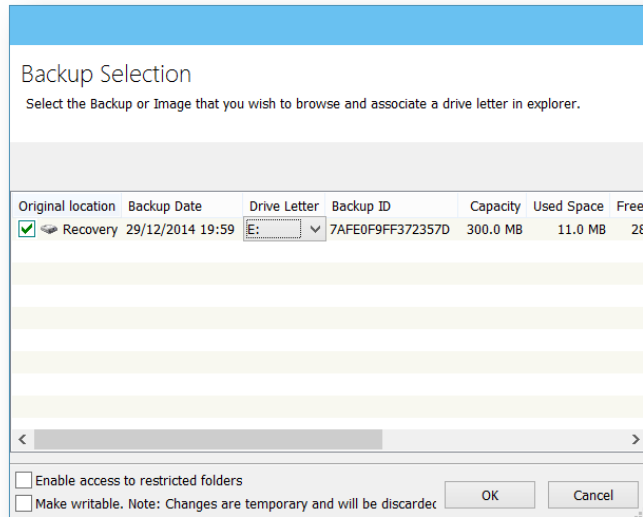 Backup Selection
Select the Backup or Image that you wish to browse and associate a drive letter in explorer.
Original location Backup Date Drive Letter Backup ID Capacity Used Space Free
Recovery 29/12/2014 19:59 E: 7AFE0F9FF372357D 300.0 MB 11.0 MB 28
Enable access to restricted folders
Make writable. Note: Changes are temporary and will be discarded
OK Cancel